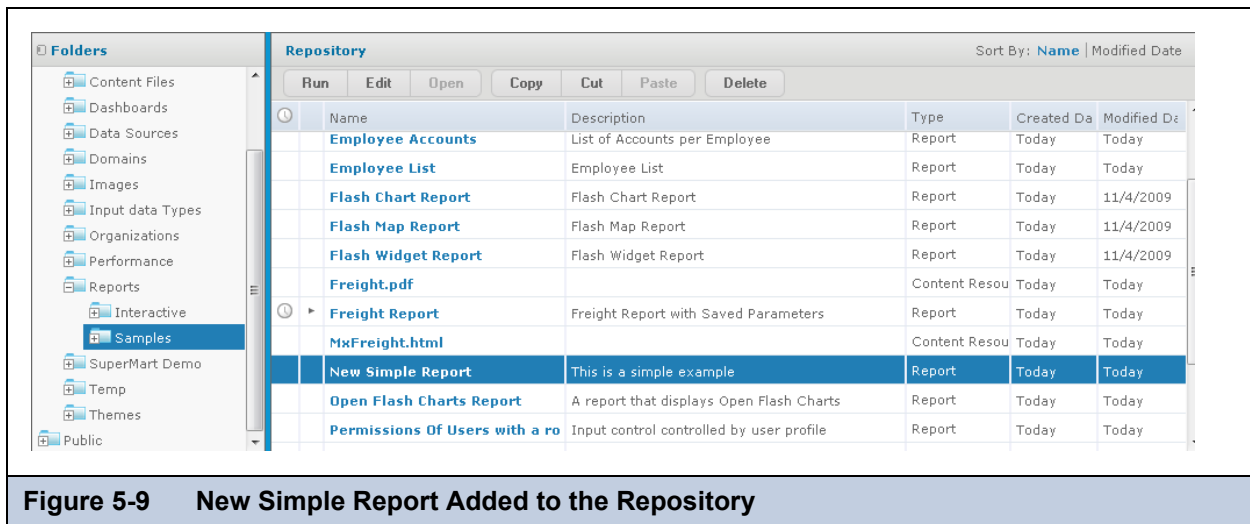 Folders
Content Files
Dashboards
Data Sources
Domains
Images
Input data Types
Organizations
Performance
Reports
Interactive
Samples
SuperMart Demo
Temp
Themes
Public
Repository
Sort By: Name | Modified Date
Run Edit Open Copy Cut Paste Delete
Name Description Type Created Da Modified Da
Employee Accounts List of Accounts per Employee Report Today Today
Employee List Employee List Report Today Today
Flash Chart Report Flash Chart Report Report Today 11/4/2009
Flash Map Report Flash Map Report Report Today 11/4/2009
Flash Widget Report Flash Widget Report Report Today 11/4/2009
Freight.pdf Content Resou Today Today
Freight Report Freight Report with Saved Parameters Report Today Today
MxFreight.html Content Resou Today Today
New Simple Report This is a simple example Report Today Today
Open Flash Charts Report A report that displays Open Flash Charts Report Today Today
Permissions Of Users with a ro Input control controlled by user profile Report Today Today
Figure 5-9 New Simple Report Added to the Repository